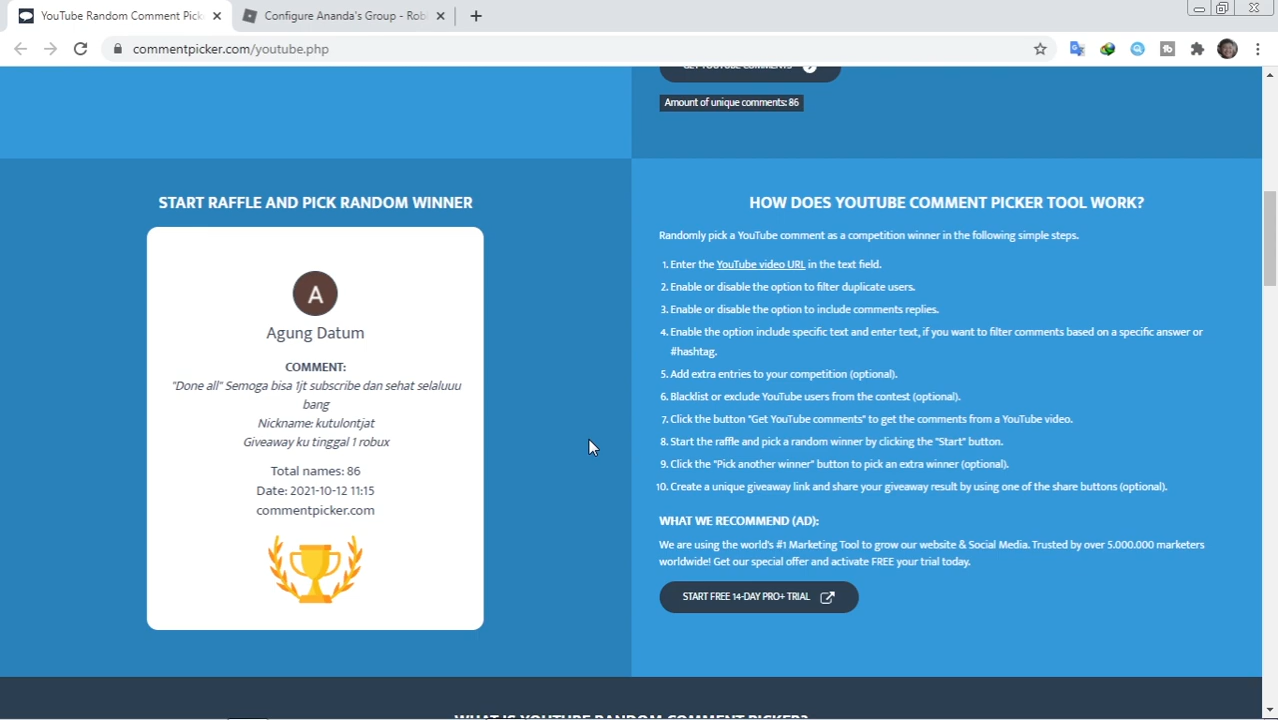 YouTube Random Comment Pick
Configure Ananda's Group - Rob
commentpicker.com/youtube.php
GET YOUTUBE COMMENTS
Amount of unique comments: 86
START RAFFLE AND PICK RANDOM WINNER
A
Agung Datum
COMMENT:
"Done all" Semoga bisa 1jt subscribe dan sehat selaluuu
bang
Nickname: kutulontjat
Giveaway ku tinggal 1 robux
Total names: 86
Date: 2021-10-12 11:15
commentpicker.com
HOW DOES YOUTUBE COMMENT PICKER TOOL WORK?
Randomly pick a YouTube comment as a competition winner in the following simple steps.
1. Enter the YouTube video URL in the text field.
2. Enable or disable the option to filter duplicate users.
3. Enable or disable the option to include comments replies.
4. Enable the option include specific text and enter text, if you want to filter comments based on a specific answer or
#hashtag.
5. Add extra entries to your competition (optional).
6. Blacklist or exclude YouTube users from the contest (optional).
7. Click the button "Get YouTube comments" to get the comments from a YouTube video.
8. Start the raffle and pick a random winner by clicking the "Start" button.
9. Click the "Pick another winner" button to pick an extra winner (optional).
10. Create a unique giveaway link and share your giveaway result by using one of the share buttons (optional).
WHAT WE RECOMMEND (AD):
We are using the world's #1 Marketing Tool to grow our website & Social Media. Trusted by over 5.000.000 marketers
worldwide! Get our special offer and activate FREE your trial today.
START FREE 14-DAY PRO+ TRIAL
WHAT IS YOUTUBE RANDOM COMMENT PICKER?